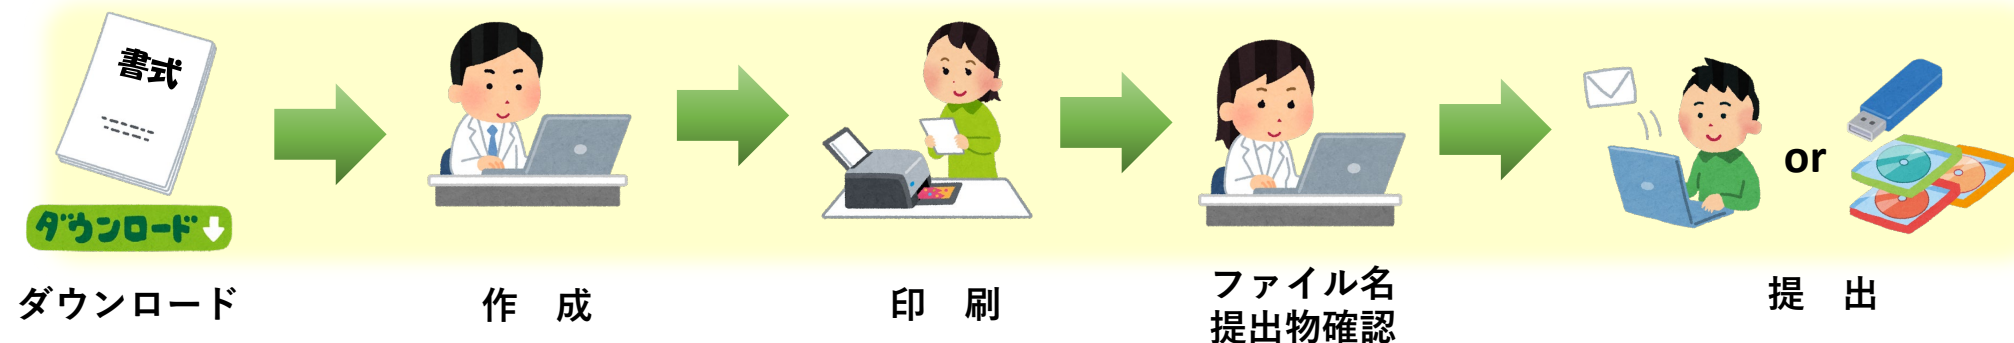 書式
ダウンロード
or
ダウンロード
作　成
印　刷
ファイル名
提出物確認
提　出